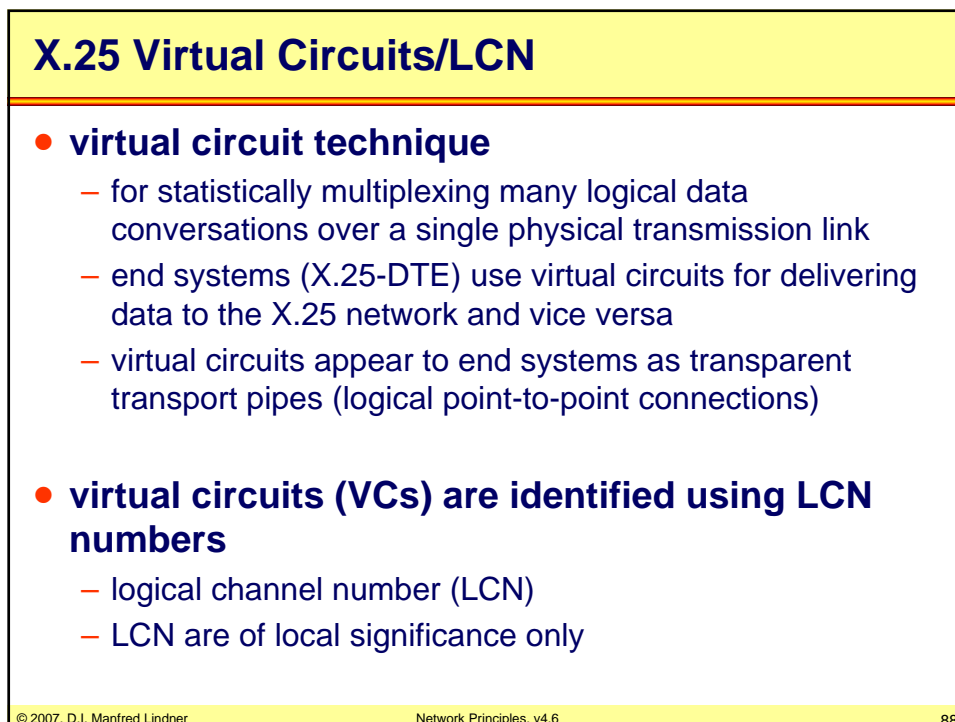 X.25 Virtual Circuits/LCN
• virtual circuit technique
– for statistically multiplexing many logical data
conversations over a single physical transmission link
– end systems (X.25-DTE) use virtual circuits for delivering
data to the X.25 network and vice versa
– virtual circuits appear to end systems as transparent
transport pipes (logical point-to-point connections)
• virtual circuits (VCs) are identified using LCN
numbers
– logical channel number (LCN)
– LCN are of local significance only
© 2007, D.I. Manfred Lindner Network Principles, v4.6 88